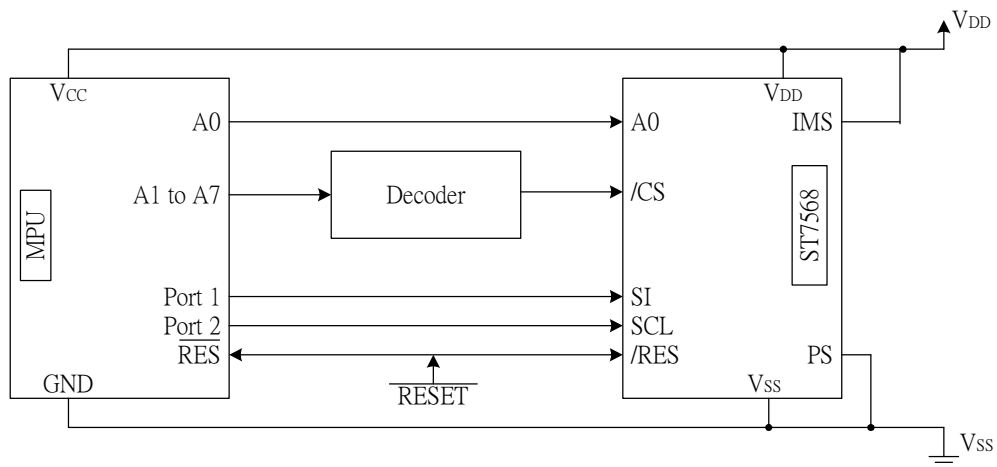 VDD
VCC
VDD
A0
A0
IMS
A1 to A7
Decoder
/CS
MPU
ST7568
Port 1
SI
Port 2
SCL
RES
/RES
PS
GND
RESET
VSS
VSS